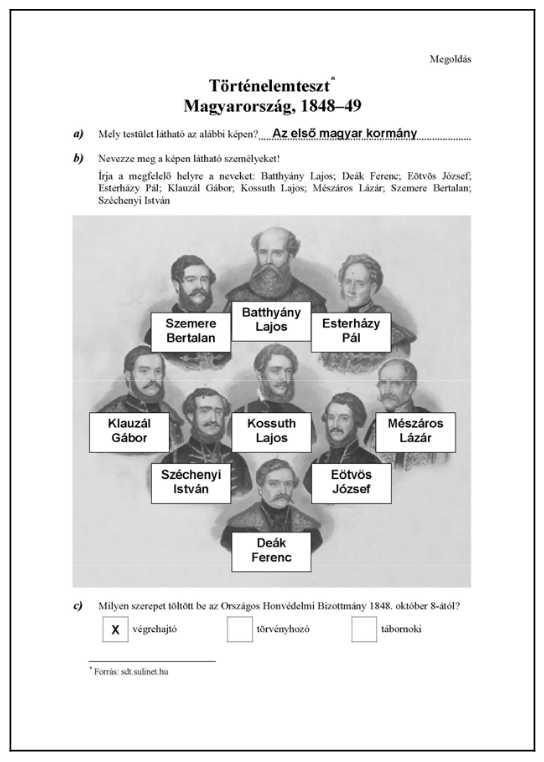 Megoldás
Történelemteszt*
Magyarország, 1848–49
a) Mely testület látható az alábbi képen? Az első magyar kormány
b) Nevezze meg a képen látható személyeket!
Írja a megfelelő helyre a neveket: Batthyány Lajos; Deák Ferenc; Eötvös József;
Esterházy Pál; Klauzál Gábor; Kossuth Lajos; Mészáros Lázár; Szemere Bertalan;
Széchenyi István
Szemere
Bertalan
Batthyány
Lajos
Esterházy
Pál
Klauzál
Gábor
Kossuth
Lajos
Mészáros
Lázár
Széchenyi
István
Eötvös
József
Deák
Ferenc
c) Milyen szerepet töltött be az Országos Honvédelmi Bizottmány 1848. október 8-ától?
X végrehajtó törvényhozó tábornoki
* Forrás: sdt.sulinet.hu